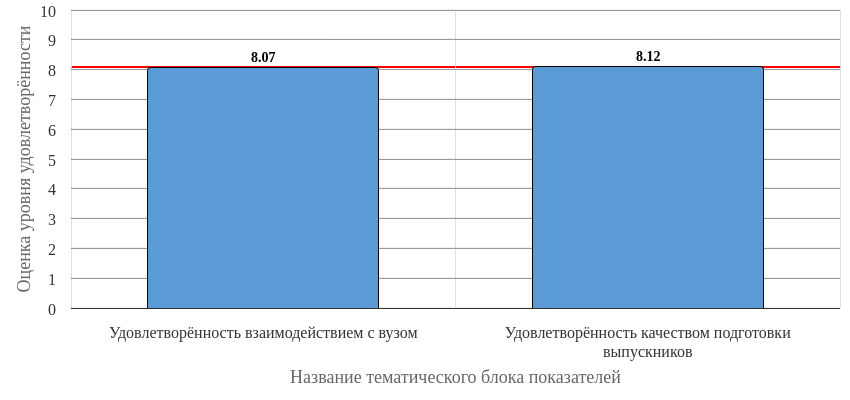 10
9
8
7
6
5
4
3
2
1
0
Оценка уровня удовлетворённости
8.07
8.12
Удовлетворённость взаимодействием с вузом
Удовлетворённость качеством подготовки
выпускников
Название тематического блока показателей